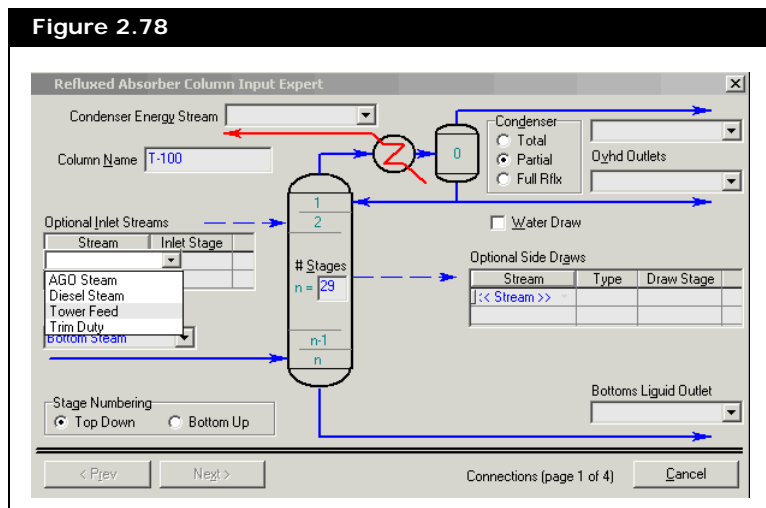 Figure 2.78
Refluxed Absorber Column Input Expert
Condenser Energy Stream
Column Name T-100
Condenser
Total
Partial
Full Rflx
Ovhd Outlets
0
1
2
Water Draw
Optional Inlet Streams
Stream Inlet Stage
AGO Steam
Diesel Steam
Tower Feed
Trim Duty
Bottom Steam
# Stages
n = 29
n-1
n
Optional Side Draws
Stream Type Draw Stage
<< Stream >>
Stage Numbering
Top Down Bottom Up
Bottoms Liquid Outlet
< Prev Next > Connections (page 1 of 4) Cancel